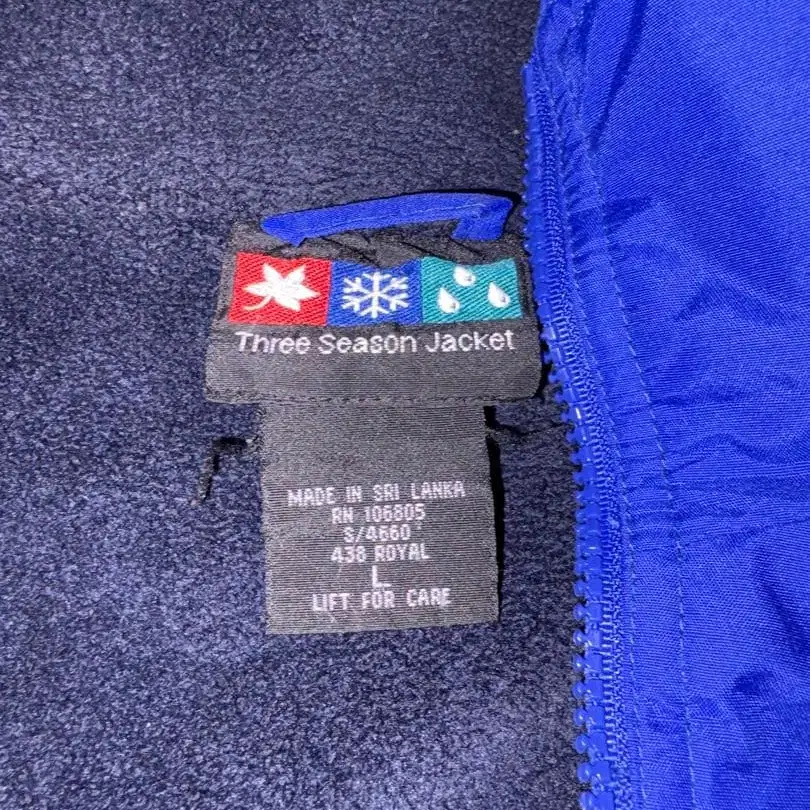 Three Season Jacket
MADE IN SRI LANKA
RN 106805
S/4660
438 ROYAL
L
LIFT FOR CARE